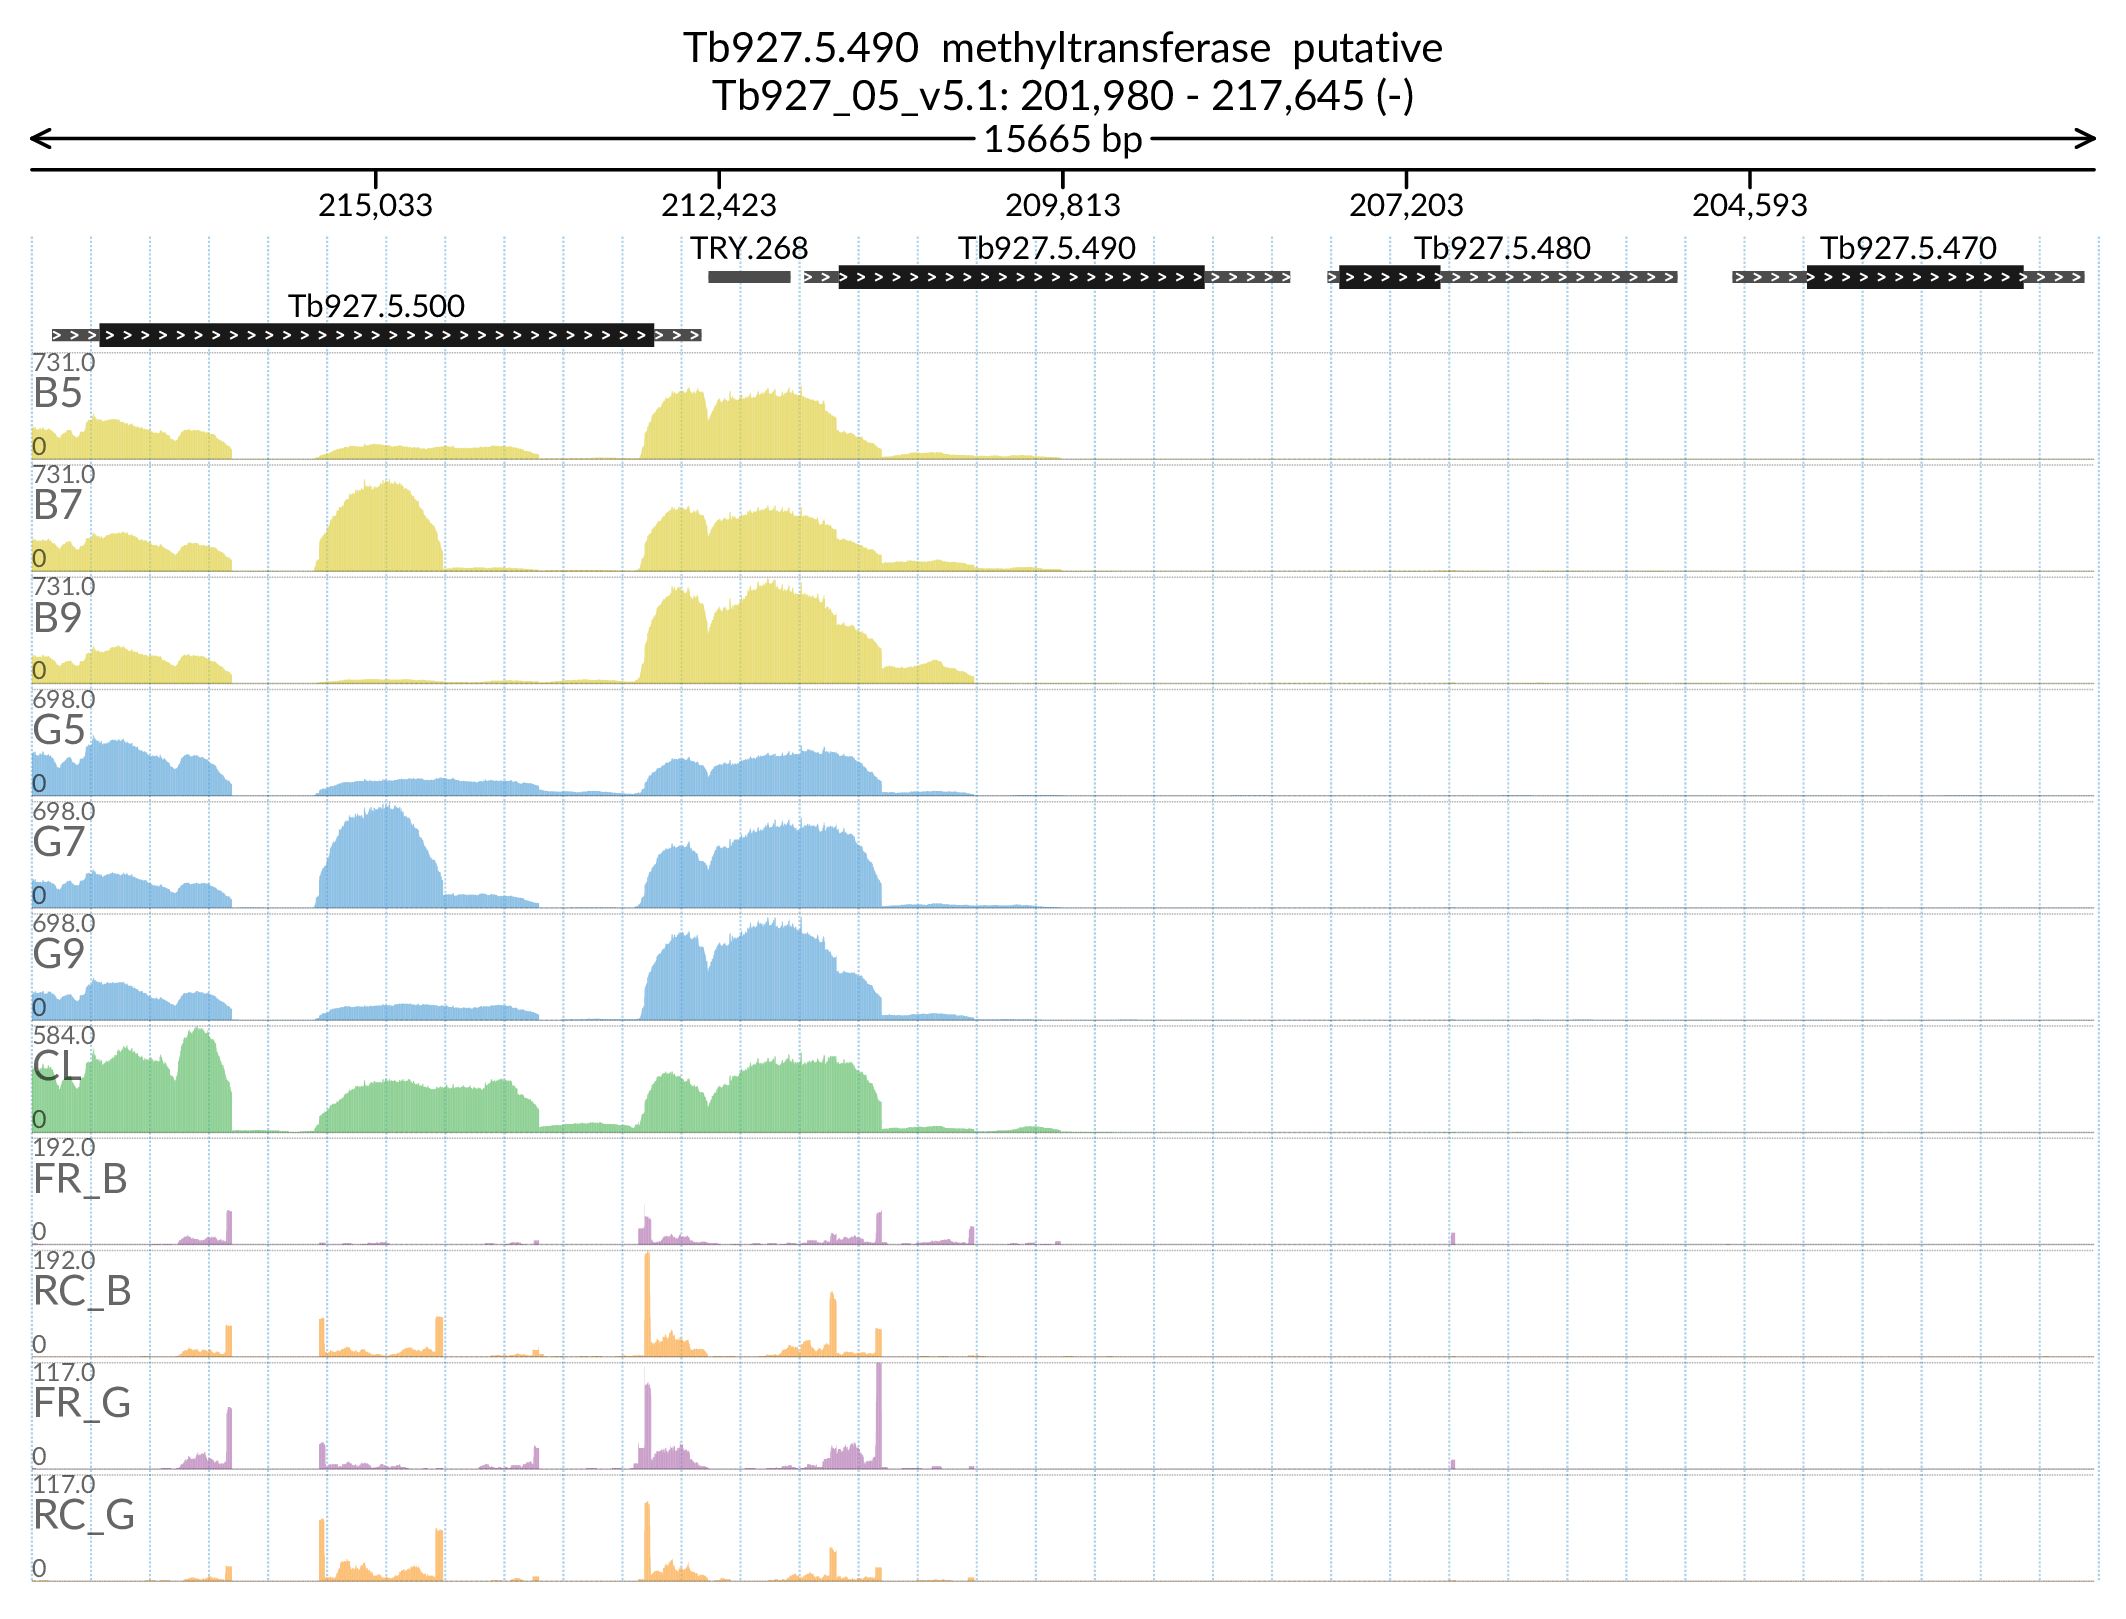 Tb927.5.490 methyltransferase putative
Tb927_05_v5.1: 201,980 - 217,645 (-)
15665 bp
215,033 212,423 209,813 207,203 204,593
TRY.268 Tb927.5.490 Tb927.5.480 Tb927.5.470
Tb927.5.500
731.0
B5
0
731.0
B7
0
731.0
B9
0
698.0
G5
0
698.0
G7
0
698.0
G9
0
584.0
CL
0
192.0
FR_B
0
192.0
RC_B
0
117.0
FR_G
0
117.0
RC_G
0